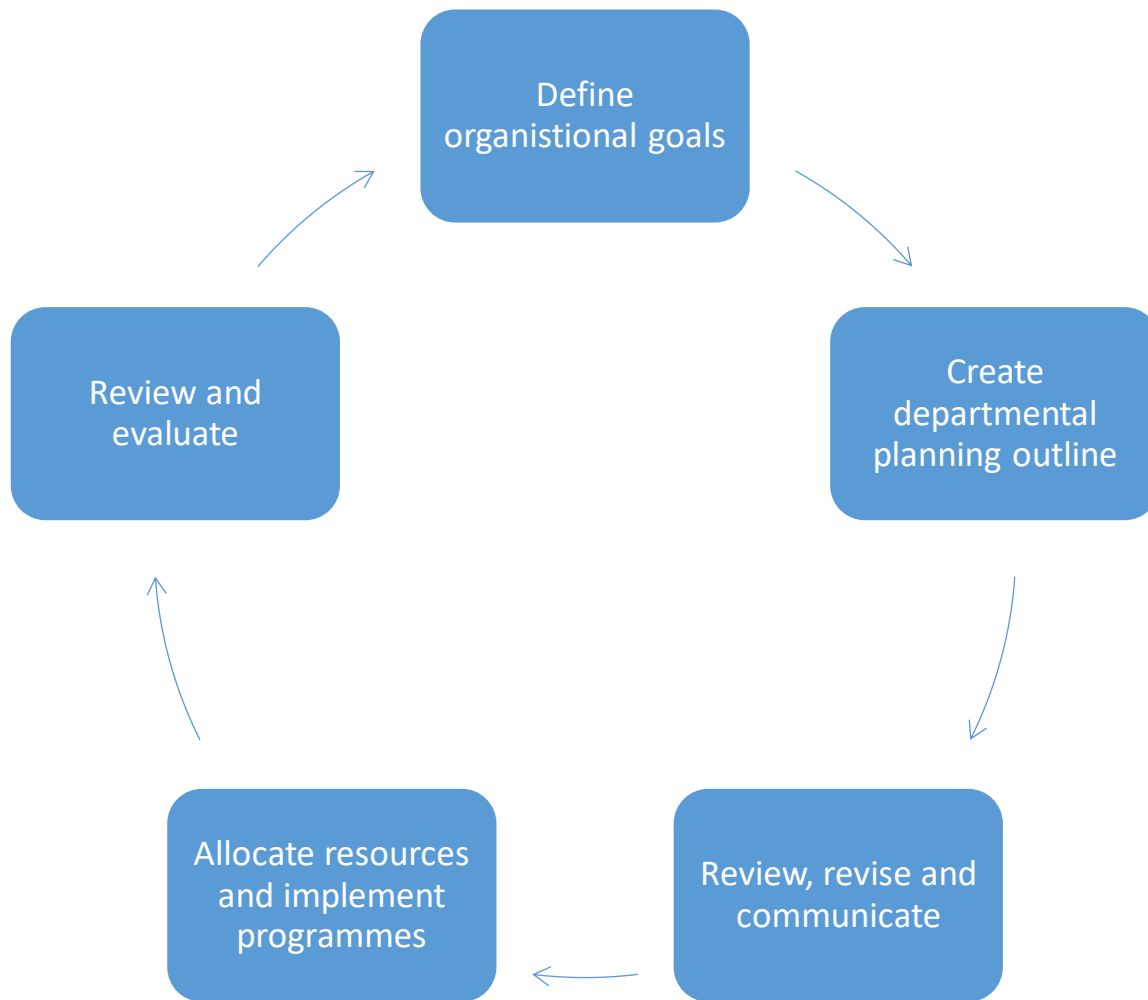 Define
organistional goals
Create
departmental
planning outline
Review, revise and
communicate
Allocate resources
and implement
programmes
Review and
evaluate